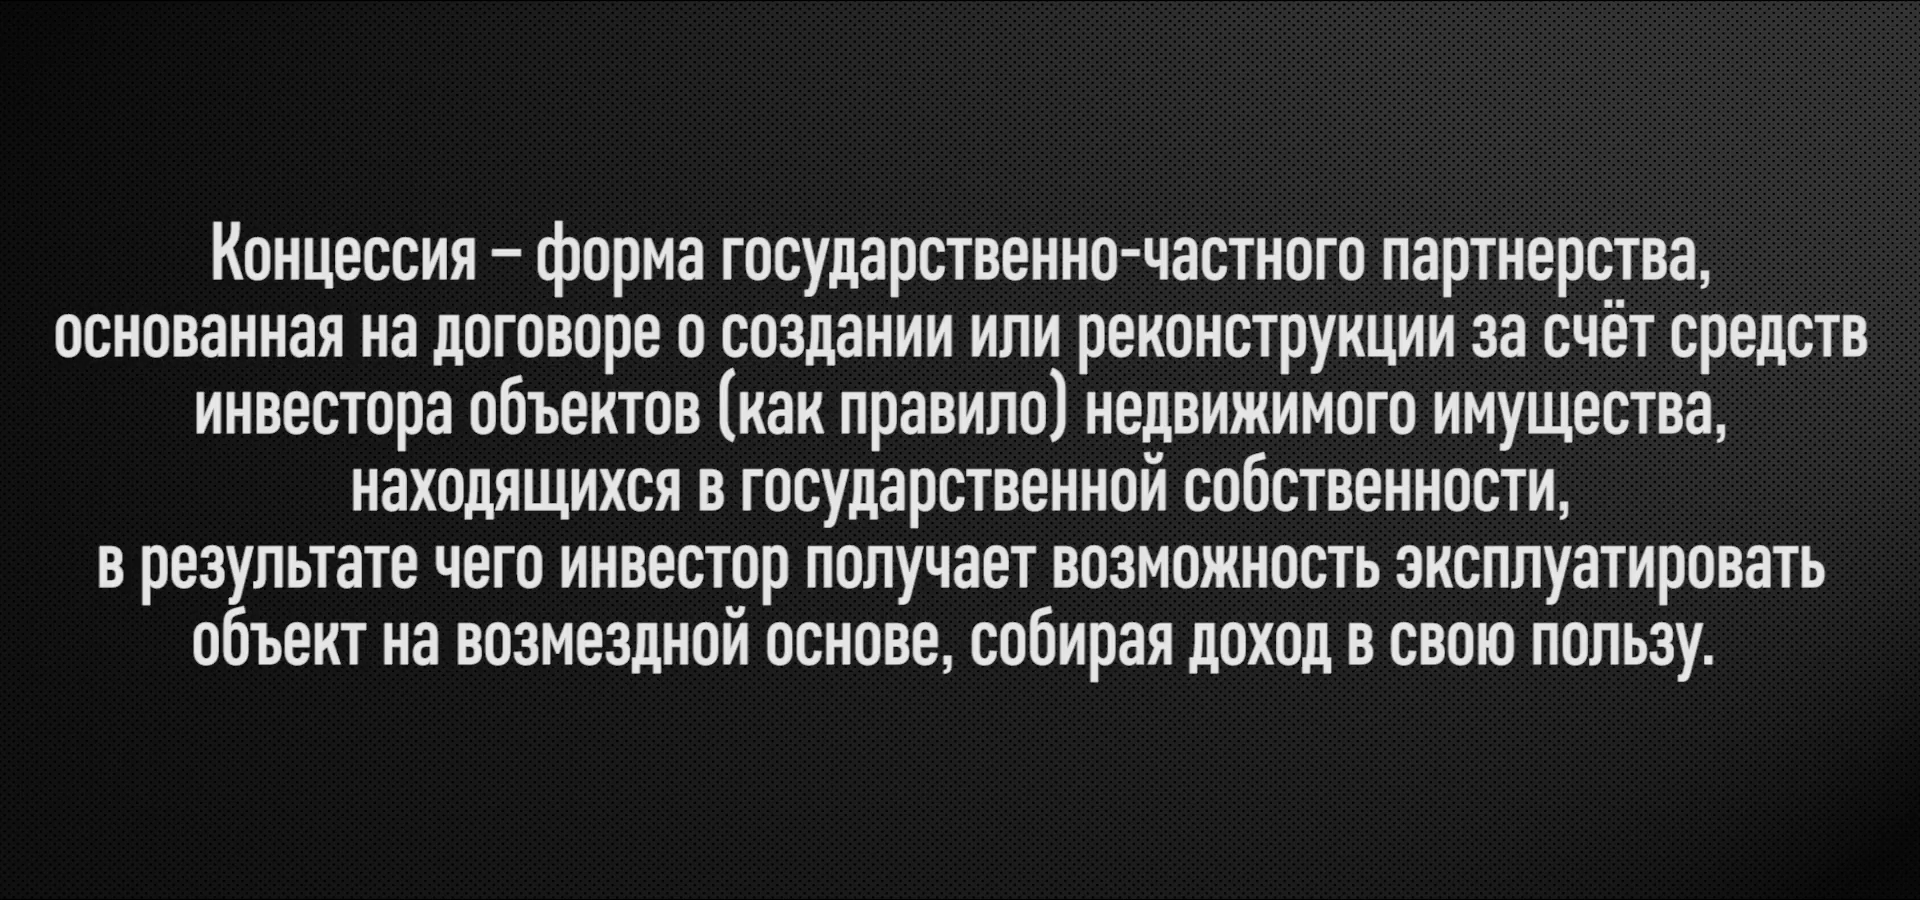 Концессия – форма государственно-частного партнерства,
основанная на договоре о создании или реконструкции за счёт средств
инвестора объектов (как правило) недвижимого имущества,
находящихся в государственной собственности,
в результате чего инвестор получает возможность эксплуатировать
объект на возмездной основе, собирая доход в свою пользу.